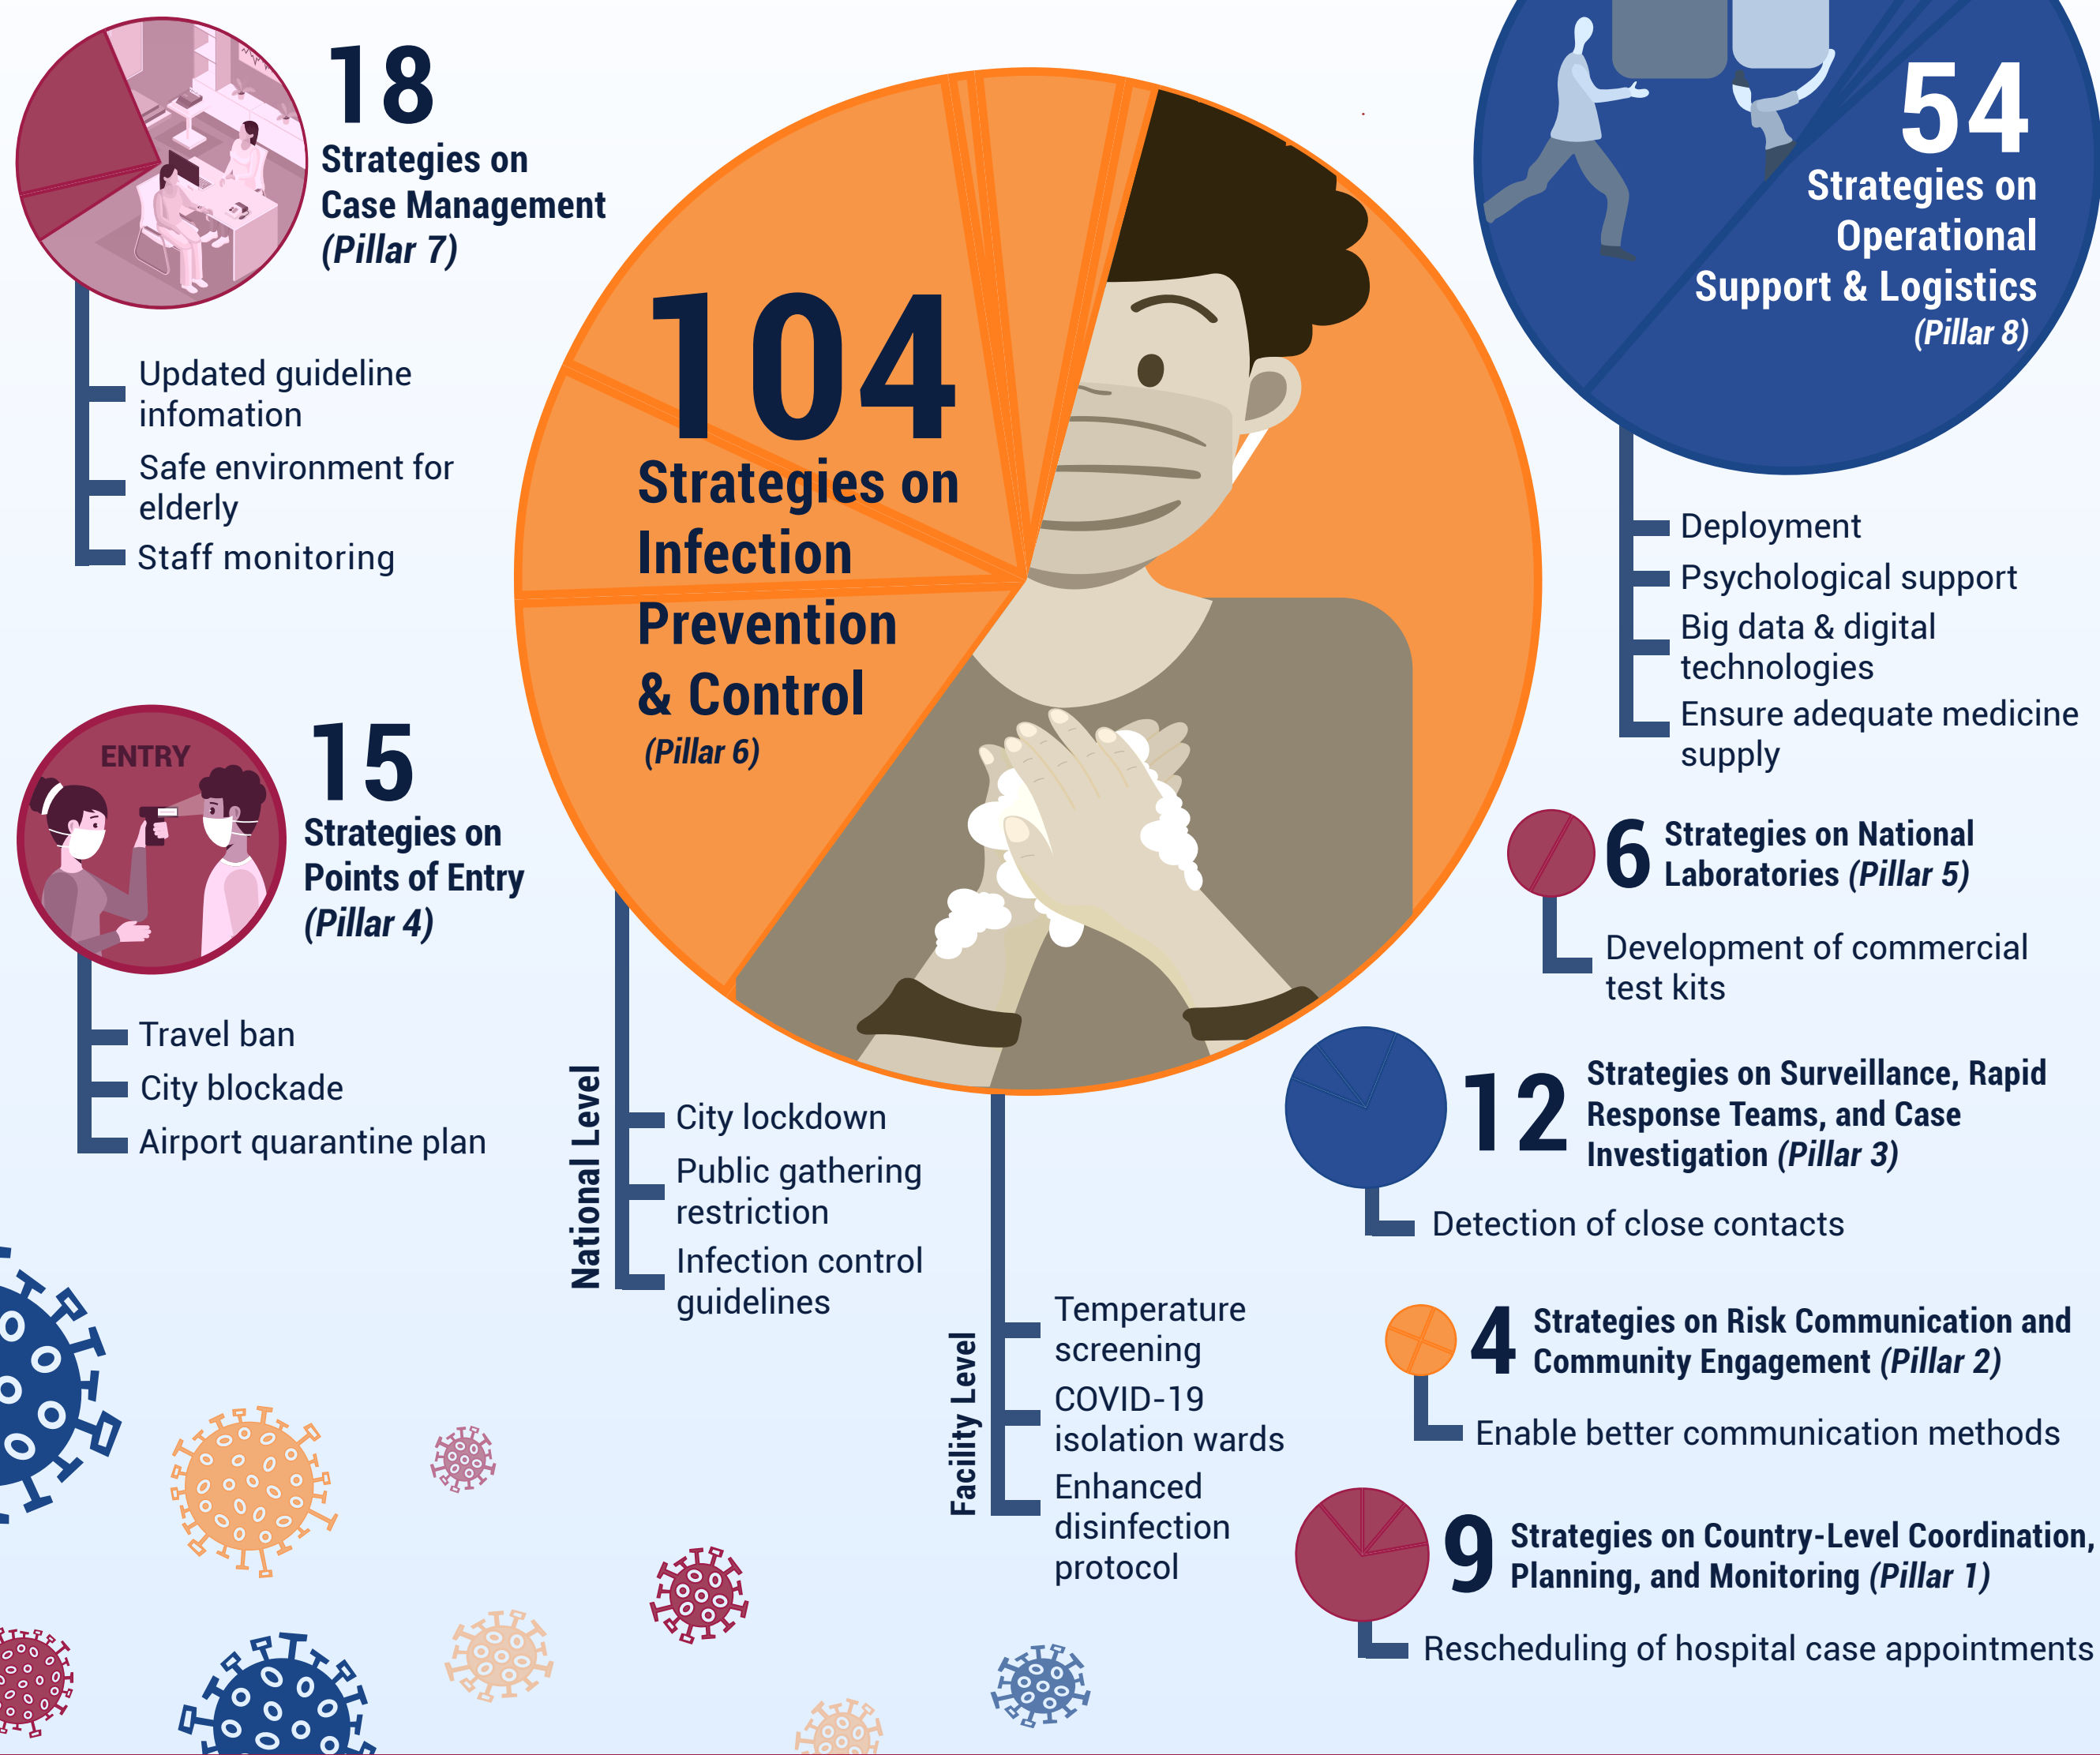 18
Strategies on
Case Management
(Pillar 7)
Updated guideline
infomation
Safe environment for
elderly
Staff monitoring
ENTRY
15
Strategies on
Points of Entry
(Pillar 4)
Travel ban
City blockade
Airport quarantine plan
104
Strategies on
Infection
Prevention
& Control
(Pillar 6)
National Level
City lockdown
Public gathering
restriction
Infection control
guidelines
Facility Level
Temperature
screening
COVID-19
isolation wards
Enhanced
disinfection
protocol
54
Strategies on
Operational
Support & Logistics
(Pillar 8)
Deployment
Psychological support
Big data & digital
technologies
Ensure adequate medicine
supply
6
Strategies on National
Laboratories (Pillar 5)
Development of commercial
test kits
12
Strategies on Surveillance, Rapid
Response Teams, and Case
Investigation (Pillar 3)
Detection of close contacts
4
Strategies on Risk Communication and
Community Engagement (Pillar 2)
Enable better communication methods
9
Strategies on Country-Level Coordination,
Planning, and Monitoring (Pillar 1)
Rescheduling of hospital case appointments